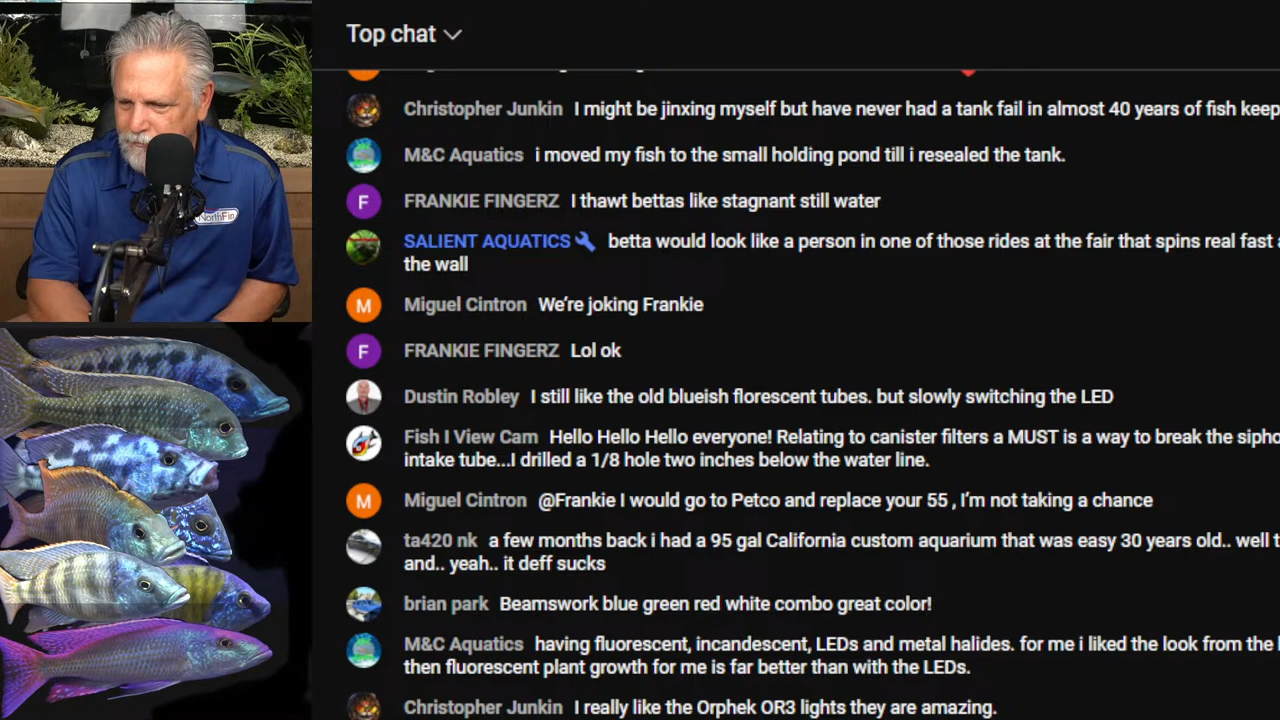 Top chat
Christopher Junkin I might be jinxing myself but have never had a tank fail in almost 40 years of fish keep
M&C Aquatics i moved my fish to the small holding pond till i resealed the tank.
F FRANKIE FINGERZ I thawt bettas like stagnant still water
SALIENT AQUATICS betta would look like a person in one of those rides at the fair that spins real fast a
the wall
M Miguel Cintron We're joking Frankie
F FRANKIE FINGERZ Lol ok
Dustin Robley I still like the old blueish florescent tubes. but slowly switching the LED
Fish I View Cam Hello Hello Hello everyone! Relating to canister filters a MUST is a way to break the sipho
intake tube...I drilled a 1/8 hole two inches below the water line.
M Miguel Cintron @Frankie I would go to Petco and replace your 55 , I'm not taking a chance
ta420 nk a few months back i had a 95 gal California custom aquarium that was easy 30 years old.. well t
and.. yeah.. it deff sucks
brian park Beamswork blue green red white combo great color!
M&C Aquatics having fluorescent, incandescent, LEDs and metal halides. for me i liked the look from the
then fluorescent plant growth for me is far better than with the LEDs.
Christopher Junkin I really like the Orphek OR3 lights they are amazing.
NorthFin